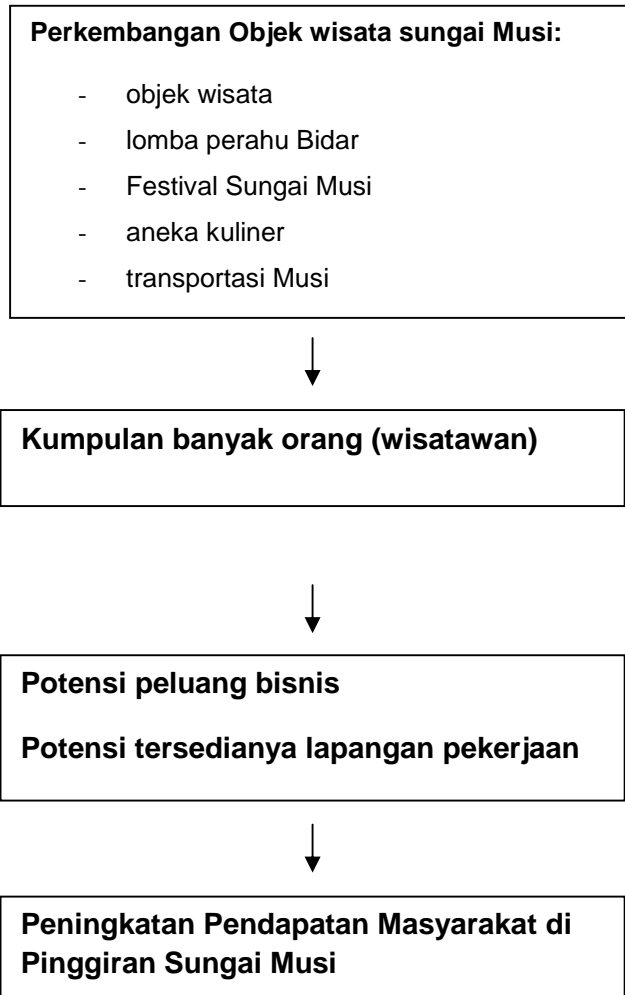 Perkembangan Objek wisata sungai Musi:
- objek wisata
- lomba perahu Bidar
- Festival Sungai Musi
- aneka kuliner
- transportasi Musi
Kumpulan banyak orang (wisatawan)
Potensi peluang bisnis
Potensi tersedianya lapangan pekerjaan
Peningkatan Pendapatan Masyarakat di
Pinggiran Sungai Musi